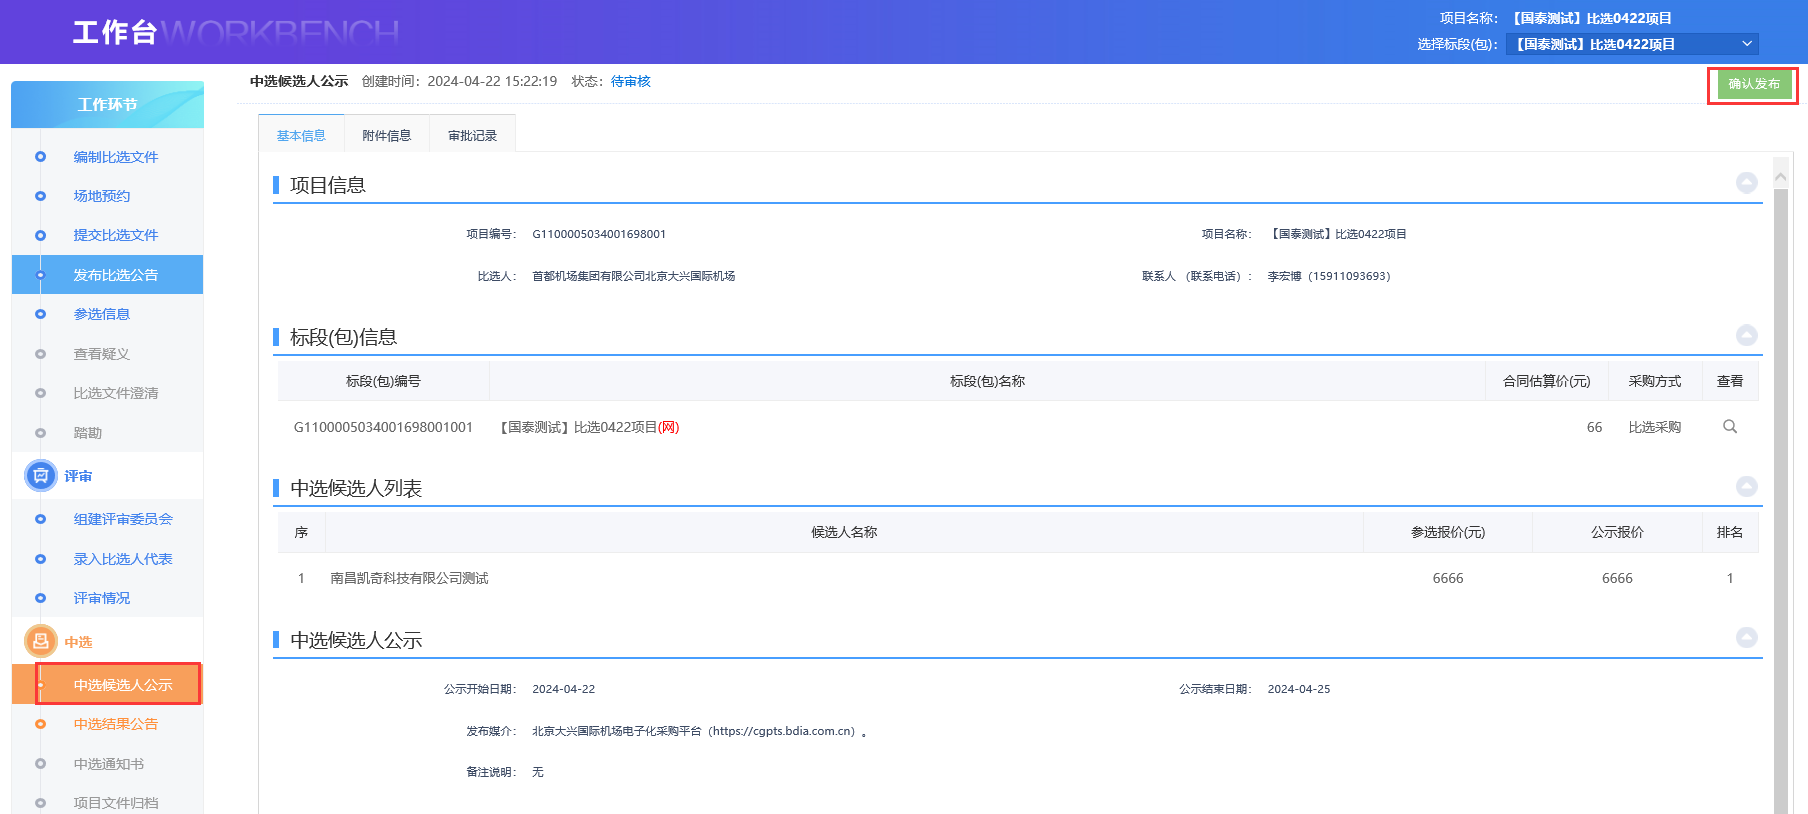 工作台WORKBENCH
项目名称： 【国泰测试】比选0422项目
选择标段(包)： 【国泰测试】比选0422项目
工作环节
编制比选文件
场地预约
提交比选文件
发布比选公告
参选信息
查看疑义
比选文件澄清
踏勘
评审
组建评审委员会
录入比选人代表
评审情况
中选
中选候选人公示
中选结果公告
中选通知书
项目文件归档
中选候选人公示 创建时间：2024-04-22 15:22:19 状态：待审核
确认发布
基本信息 附件信息 审批记录
项目信息
项目编号： G1100005034001698001 项目名称： 【国泰测试】比选0422项目
比选人： 首都机场集团有限公司北京大兴国际机场 联系人 （联系电话）： 李宏博（15911093693）
标段(包)信息
标段(包)编号 标段(包)名称 合同估算价(元) 采购方式 查看
G1100005034001698001001 【国泰测试】比选0422项目(网) 66 比选采购
中选候选人列表
序 候选人名称 参选报价(元) 公示报价 排名
1 南昌凯奇科技有限公司测试 6666 6666 1
中选候选人公示
公示开始日期： 2024-04-22 公示结束日期： 2024-04-25
发布媒介： 北京大兴国际机场电子化采购平台（https://cgpts.bdia.com.cn）。
备注说明： 无